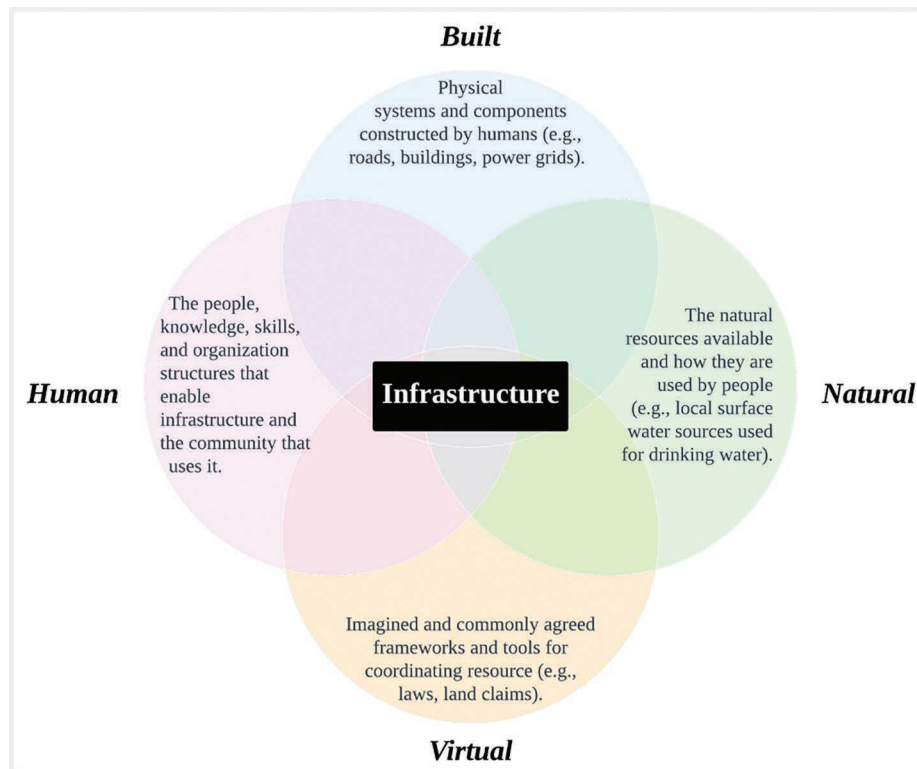 Built
Physical
systems and components
constructed by humans (e.g.,
roads, buildings, power grids).
The people,
knowledge, skills,
and organization
structures that
enable
infrastructure and
the community that
uses it.
Human
Infrastructure
The natural
resources available
and how they are
used by people
(e.g., local surface
water sources used
for drinking water).
Natural
Imagined and commonly agreed
frameworks and tools for
coordinating resource (e.g.,
laws, land claims).
Virtual